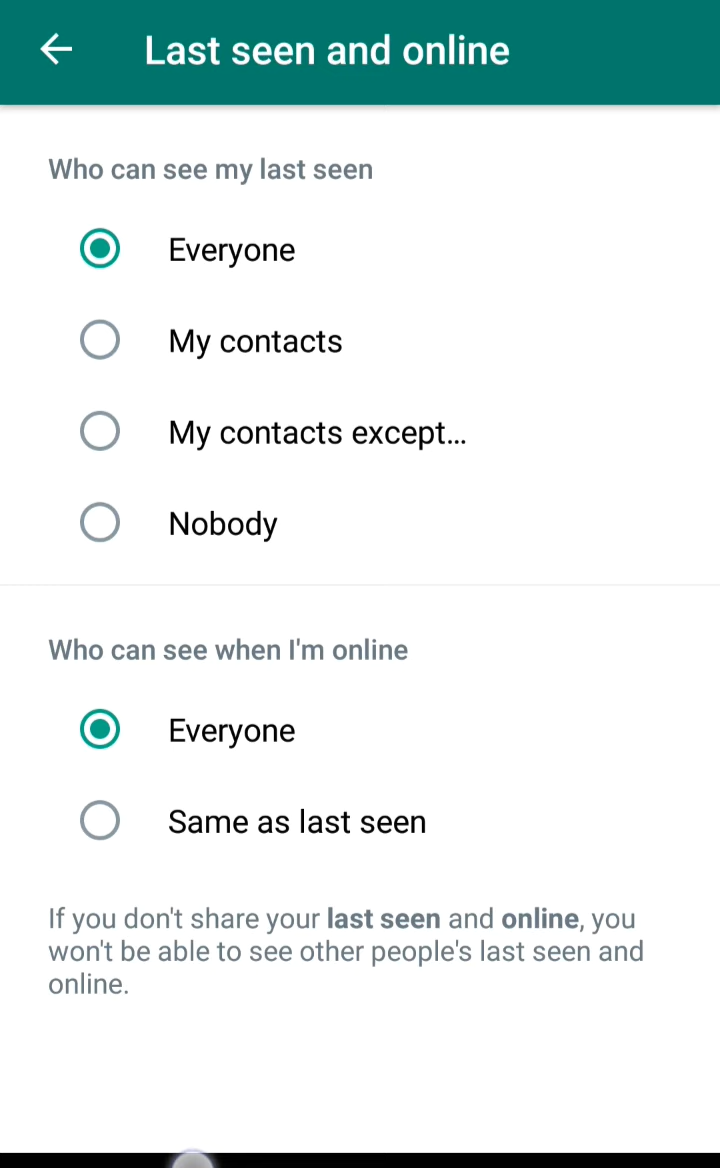 Last seen and online
Who can see my last seen
Everyone
My contacts
My contacts except...
Nobody
Who can see when I'm online
Everyone
Same as last seen
If you don't share your last seen and online, you
won't be able to see other people's last seen and
online.